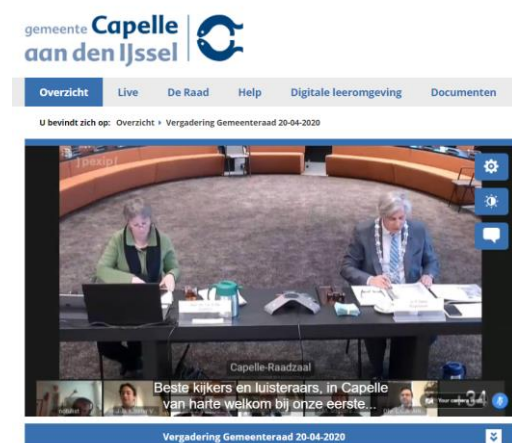 gemeente Capelle
aan den IJssel
Overzicht Live De Raad Help Digitale leeromgeving Documenten
U bevindt zich op: Overzicht Vergadering Gemeenteraad 20-04-2020
pexip
Capelle-Raadzaal
Beste kijkers en luisteraars, in Capelle
van harte welkom bij onze eerste...
Vergadering Gemeenteraad 20-04-2020